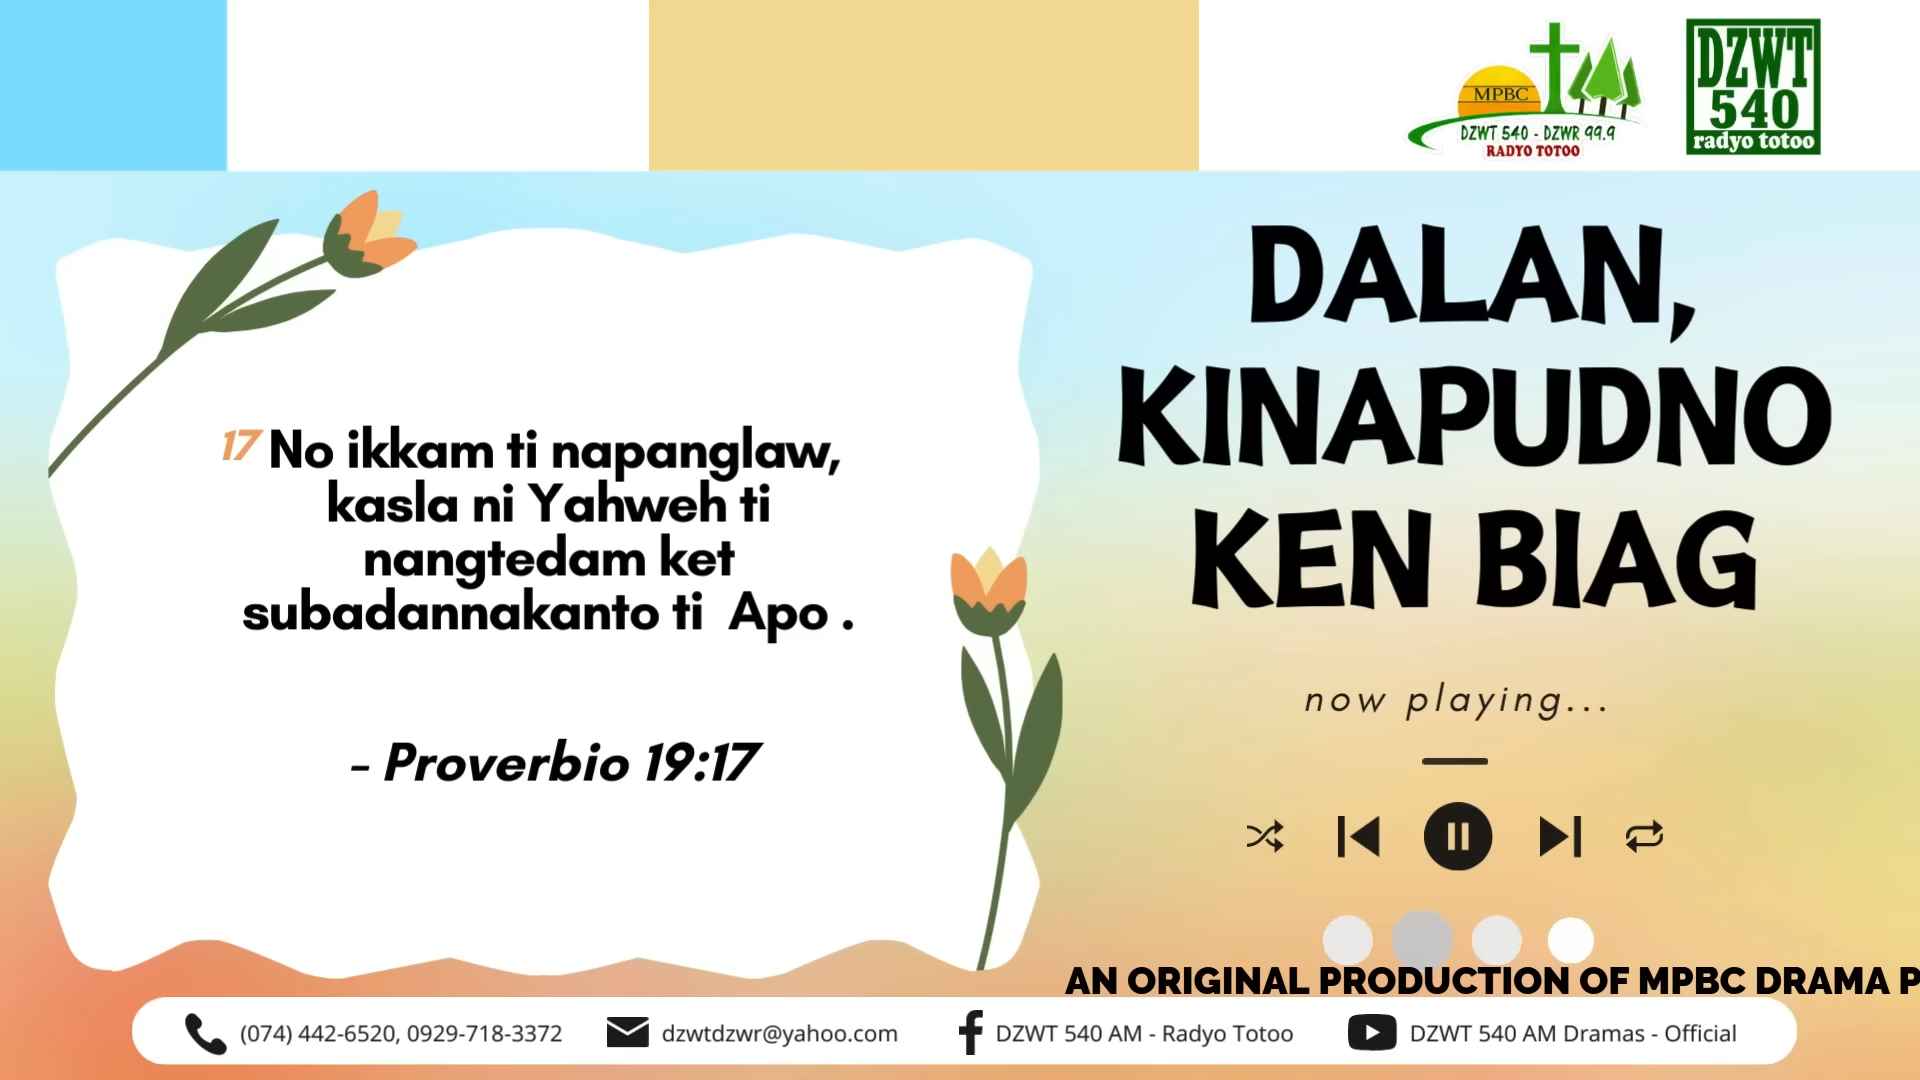 MPBC
DZWT 540 - DZWR 99.9
RADYO TOTOO
DZWT
540
radyo totoo
DALAN,
KINAPUDNO
KEN BIAG
17 No ikkam ti napanglaw,
kasla ni Yahweh ti
nangtedam ket
subadannakanto ti Apo .
- Proverbio 19:17
now playing...
AN ORIGINAL PRODUCTION OF MPBC DRAMA P
(074) 442-6520, 0929-718-3372
dzwtdzwr@yahoo.com
DZWT 540 AM - Radyo Totoo
DZWT 540 AM Dramas - Official